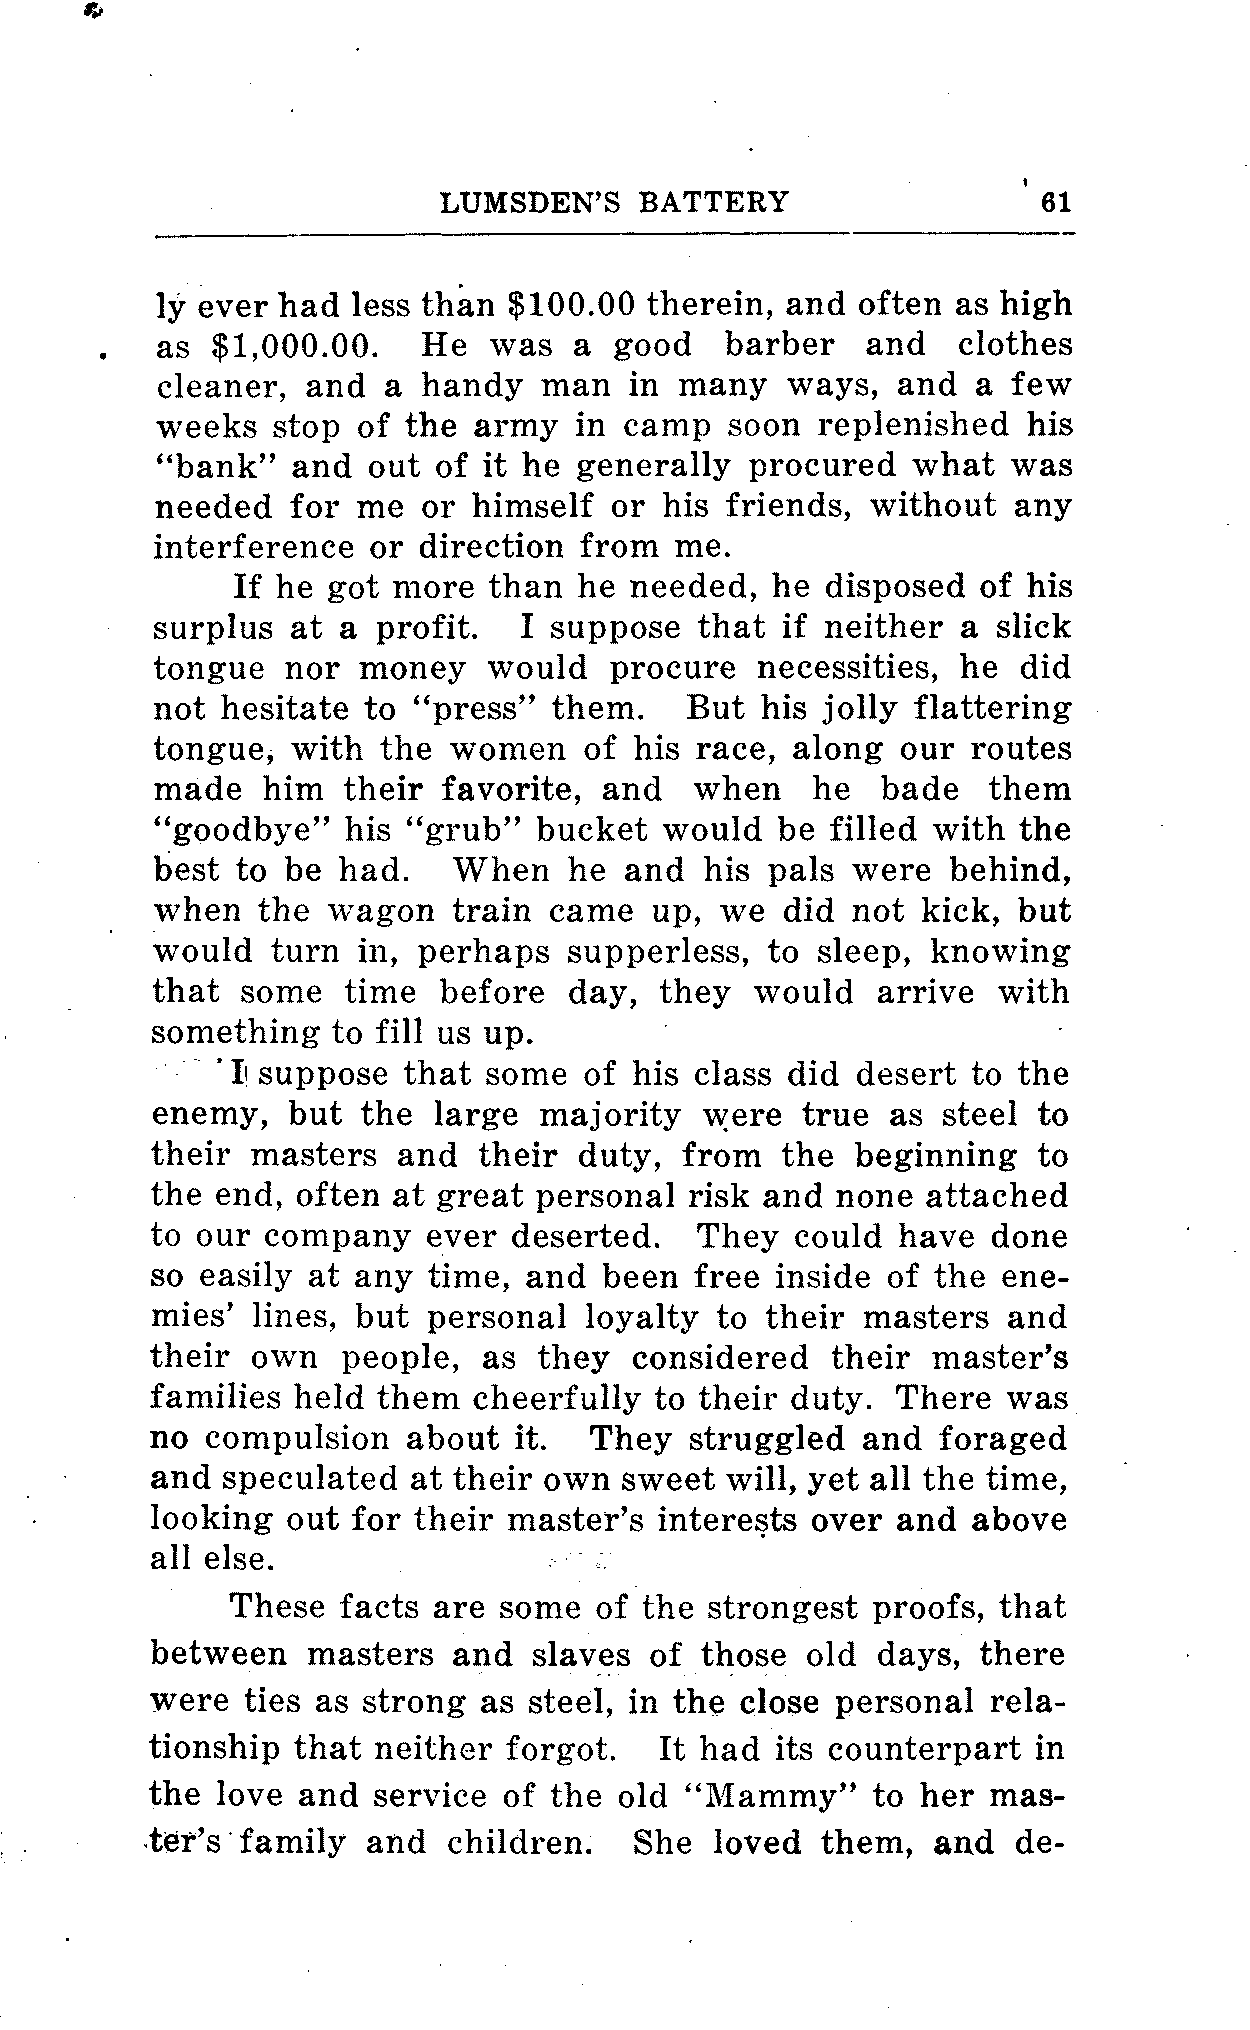 LUMSDEN'S BATTERY 61
ly ever had less than $100.00 therein, and often as high
as $1,000.00. He was a good barber and clothes
cleaner, and a handy man in many ways, and a few
weeks stop of the army in camp soon replenished his
“bank” and out of it he generally procured what was
needed for me or himself or his friends, without any
interference or direction from me.
If he got more than he needed, he disposed of his
surplus at a profit. I suppose that if neither a slick
tongue nor money would procure necessities, he did
not hesitate to “press” them. But his jolly flattering
tongue, with the women of his race, along our routes
made him their favorite, and when he bade them
“goodbye” his “grub” bucket would be filled with the
best to be had. When he and his pals were behind,
when the wagon train came up, we did not kick, but
would turn in, perhaps supperless, to sleep, knowing
that some time before day, they would arrive with
something to fill us up.
I suppose that some of his class did desert to the
enemy, but the large majority were true as steel to
their masters and their duty, from the beginning to
the end, often at great personal risk and none attached
to our company ever deserted. They could have done
so easily at any time, and been free inside of the ene-
mies' lines, but personal loyalty to their masters and
their own people, as they considered their master's
families held them cheerfully to their duty. There was
no compulsion about it. They struggled and foraged
and speculated at their own sweet will, yet all the time,
looking out for their master's interests over and above
all else.
These facts are some of the strongest proofs, that
between masters and slaves of those old days, there
were ties as strong as steel, in the close personal rela-
tionship that neither forgot. It had its counterpart in
the love and service of the old “Mammy” to her mas-
ter's family and children. She loved them, and de-